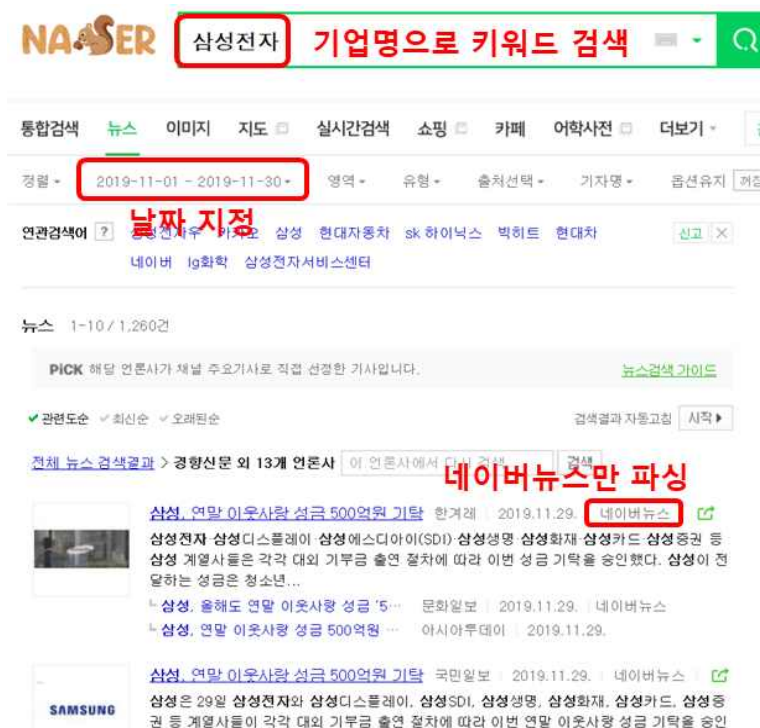 NA SER 삼성전자 기업명으로 키워드 검색
통합검색 뉴스 이미지 지도 실시간검색 쇼핑 카페 어학사전 더보기
정렬 2019-11-01 ~ 2019-11-30 영역 유형 출처선택 기자명 옵션유지
날짜 지정
연관검색어 ? 삼성전자우 카카오 삼성 현대자동차 sk하이닉스 빅히트 현대차 신고 ×
네이버 lg화학 삼성전자서비스센터
뉴스 1-10 / 1,260건
PiCK 해당 언론사가 채널 주요기사로 직접 선정한 기사입니다. 뉴스검색 가이드
관련도순 최신순 오래된순 검색결과 자동고침 시작
전체 뉴스 검색결과 > 경향신문 외 13개 언론사 이 언론사에서 다시 검색 검색
네이버뉴스만 파싱
삼성, 연말 이웃사랑 성금 500억원 기탁 한겨레 2019.11.29. 네이버뉴스
삼성전자·삼성디스플레이·삼성에스디아이(SDI)·삼성생명·삼성화재·삼성카드·삼성증권 등
삼성 계열사들은 각각 대외 기부금 출연 절차에 따라 이번 성금 기탁을 승인했다. 삼성이 전
달하는 성금은 청소년...
삼성, 올해도 연말 이웃사랑 성금 '5… 문화일보 2019.11.29. 네이버뉴스
삼성, 연말 이웃사랑 성금 500억원 … 아시아투데이 2019.11.29.
삼성, 연말 이웃사랑 성금 500억원 기탁 국민일보 2019.11.29. 네이버뉴스
SAMSUNG 삼성은 29일 삼성전자와 삼성디스플레이, 삼성SDI, 삼성생명, 삼성화재, 삼성카드, 삼성증
권 등 계열사들이 각각 대외 기부금 출연 절차에 따라 이번 연말 이웃사랑 성금 기탁을 승인